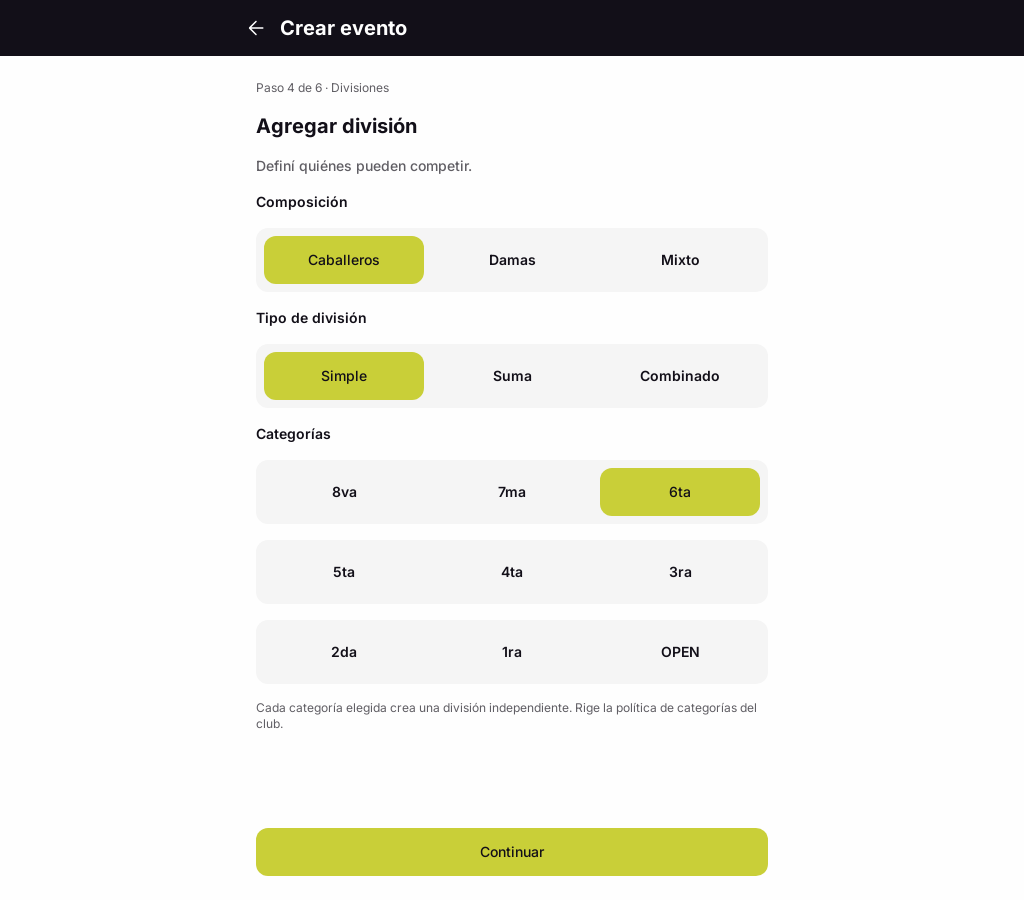 Crear evento
Paso 4 de 6 · Divisiones
Agregar división
Definí quiénes pueden competir.
Composición
Caballeros Damas Mixto
Tipo de división
Simple Suma Combinado
Categorías
8va 7ma 6ta
5ta 4ta 3ra
2da 1ra OPEN
Cada categoría elegida crea una división independiente. Rige la política de categorías del
club.
Continuar